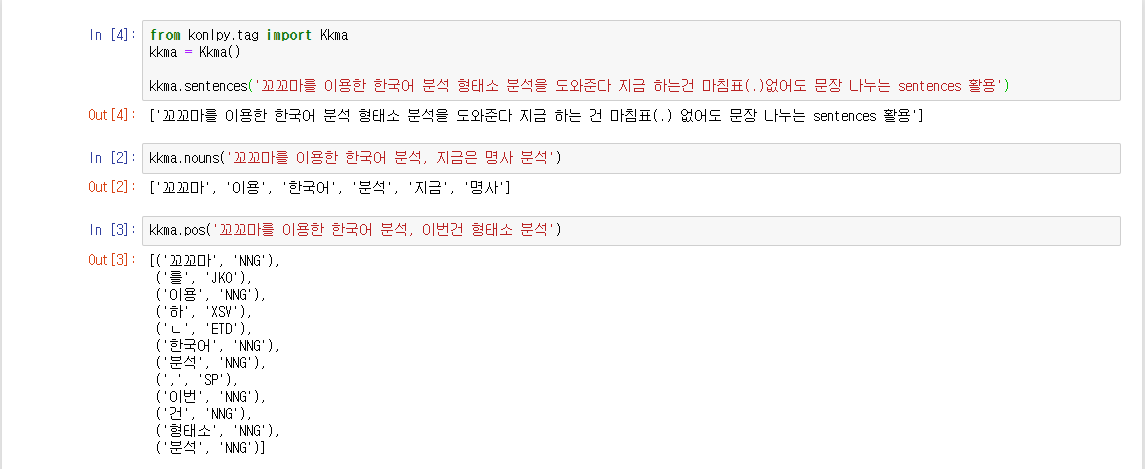 In [4]: from konlpy.tag import Kkma
kkma = Kkma()
kkma.sentences('꼬꼬마를 이용한 한국어 분석 형태소 분석을 도와준다 지금 하는건 마침표(.)없어도 문장 나누는 sentences 활용')
Out[4]: ['꼬꼬마를 이용한 한국어 분석 형태소 분석을 도와준다 지금 하는 건 마침표(.) 없어도 문장 나누는 sentences 활용']
In [2]: kkma.nouns('꼬꼬마를 이용한 한국어 분석, 지금은 명사 분석')
Out[2]: ['꼬꼬마', '이용', '한국어', '분석', '지금', '명사']
In [3]: kkma.pos('꼬꼬마를 이용한 한국어 분석, 이번건 형태소 분석')
Out[3]: [('꼬꼬마', 'NNG'),
('를', 'JKO'),
('이용', 'NNG'),
('하', 'XSV'),
('ㄴ', 'ETD'),
('한국어', 'NNG'),
('분석', 'NNG'),
(',', 'SP'),
('이번', 'NNG'),
('건', 'NNG'),
('형태소', 'NNG'),
('분석', 'NNG')]